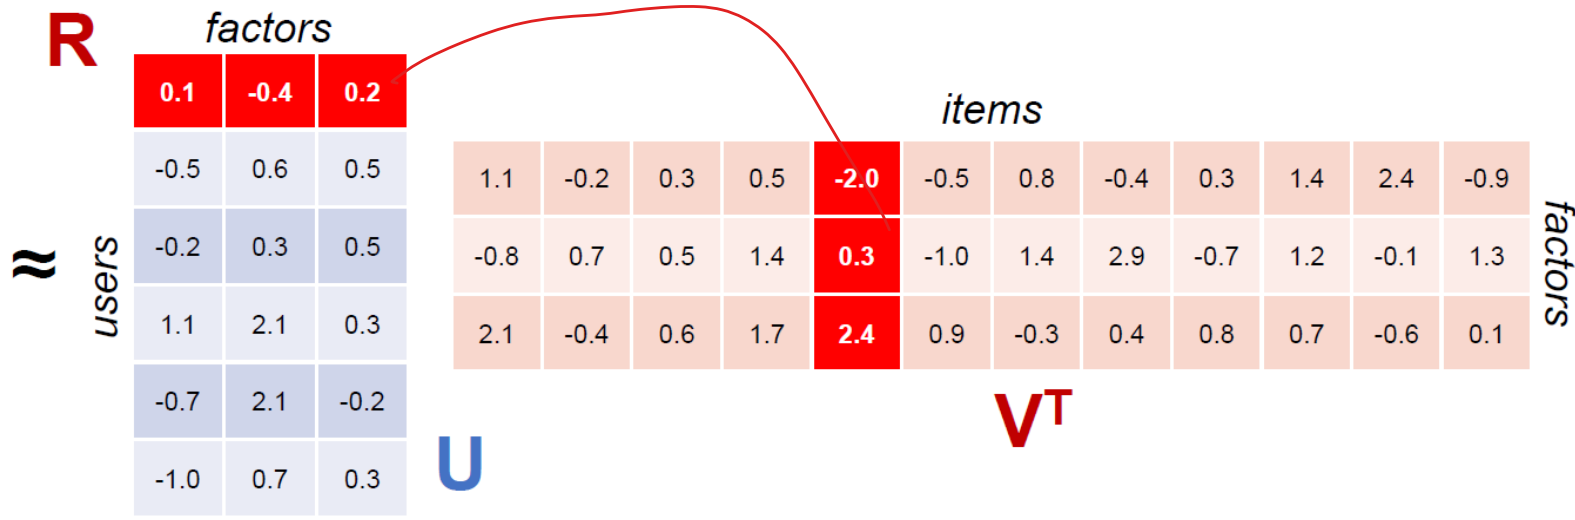 R
factors
0.1 -0.4 0.2
-0.5 0.6 0.5
-0.2 0.3 0.5
1.1 2.1 0.3
-0.7 2.1 -0.2
-1.0 0.7 0.3
≈
users
U
items
1.1 -0.2 0.3 0.5 -2.0 -0.5 0.8 -0.4 0.3 1.4 2.4 -0.9
-0.8 0.7 0.5 1.4 0.3 -1.0 1.4 2.9 -0.7 1.2 -0.1 1.3
2.1 -0.4 0.6 1.7 2.4 0.9 -0.3 0.4 0.8 0.7 -0.6 0.1
factors
V^T